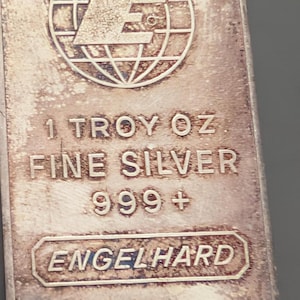 E
1 TROY OZ.
FINE SILVER
999+
ENGELHARD